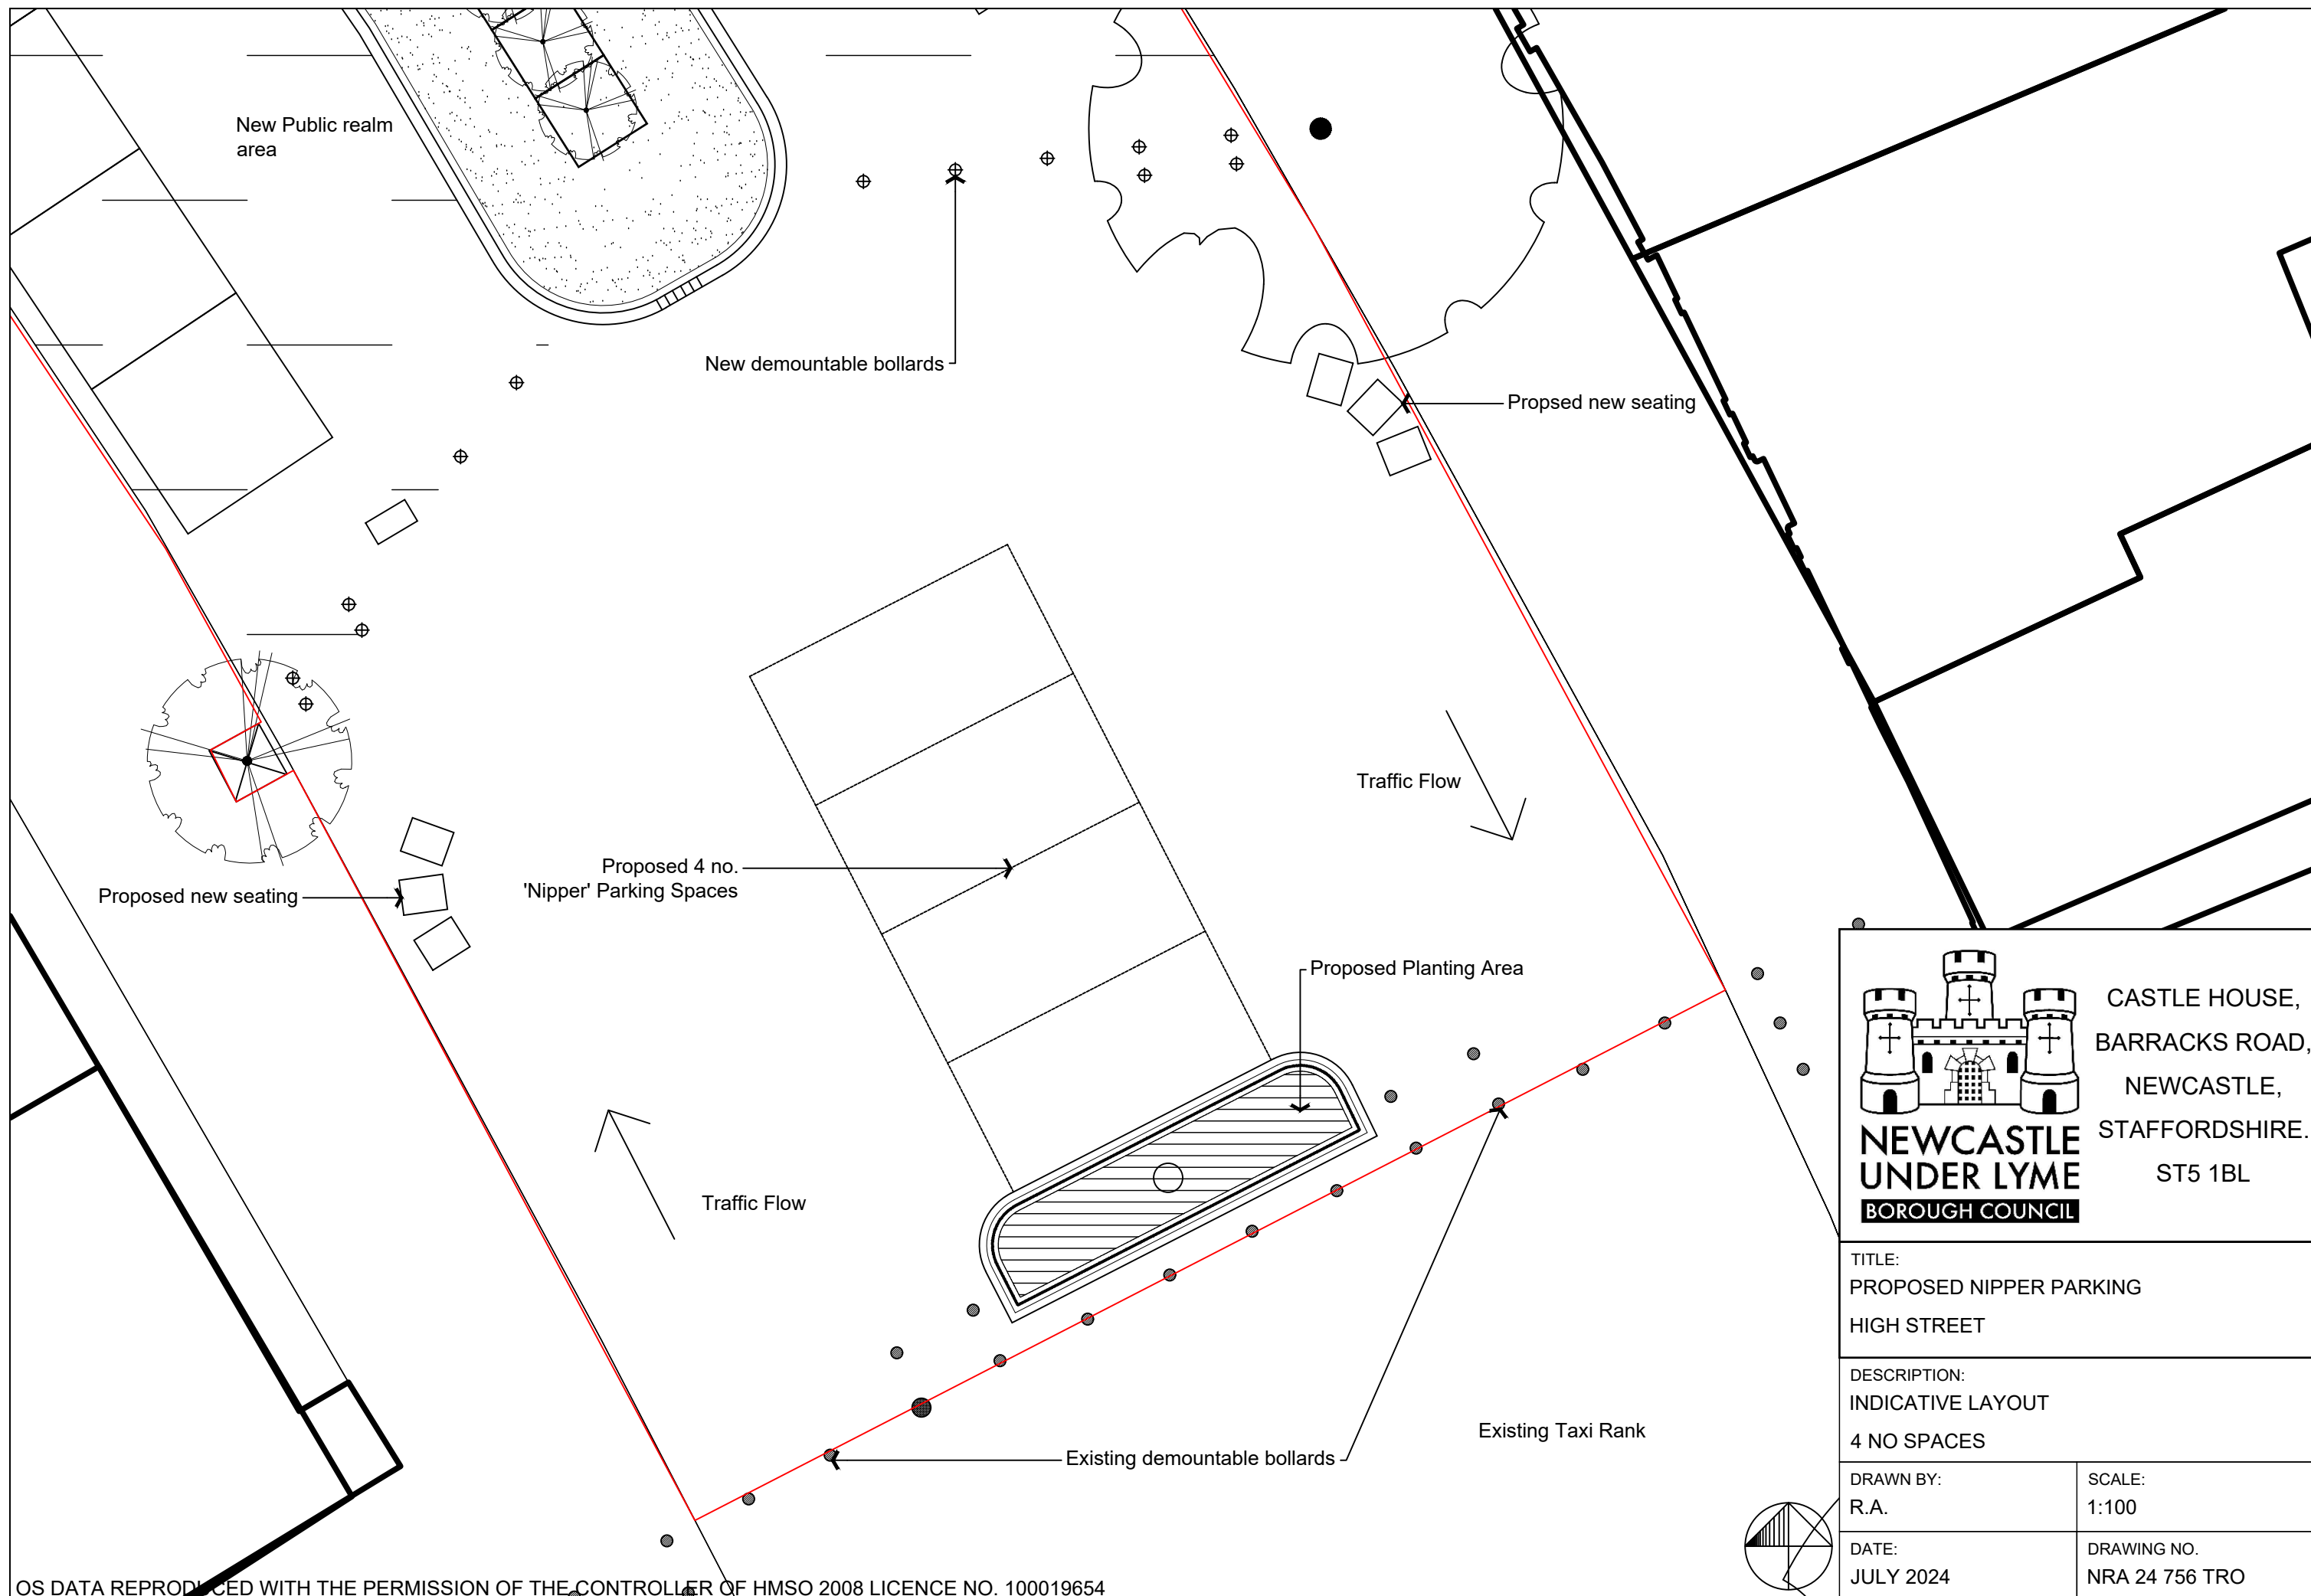 New Public realm
area
New demountable bollards
Propsed new seating
Traffic Flow
Proposed 4 no.
'Nipper' Parking Spaces
Proposed new seating
Proposed Planting Area
Traffic Flow
Existing Taxi Rank
Existing demountable bollards
OS DATA REPRODUCED WITH THE PERMISSION OF THE CONTROLLER OF HMSO 2008 LICENCE NO. 100019654
NEWCASTLE
UNDER LYME
BOROUGH COUNCIL
CASTLE HOUSE,
BARRACKS ROAD,
NEWCASTLE,
STAFFORDSHIRE.
ST5 1BL
TITLE:
PROPOSED NIPPER PARKING
HIGH STREET
DESCRIPTION:
INDICATIVE LAYOUT
4 NO SPACES
DRAWN BY:
R.A.
SCALE:
1:100
DATE:
JULY 2024
DRAWING NO.
NRA 24 756 TRO